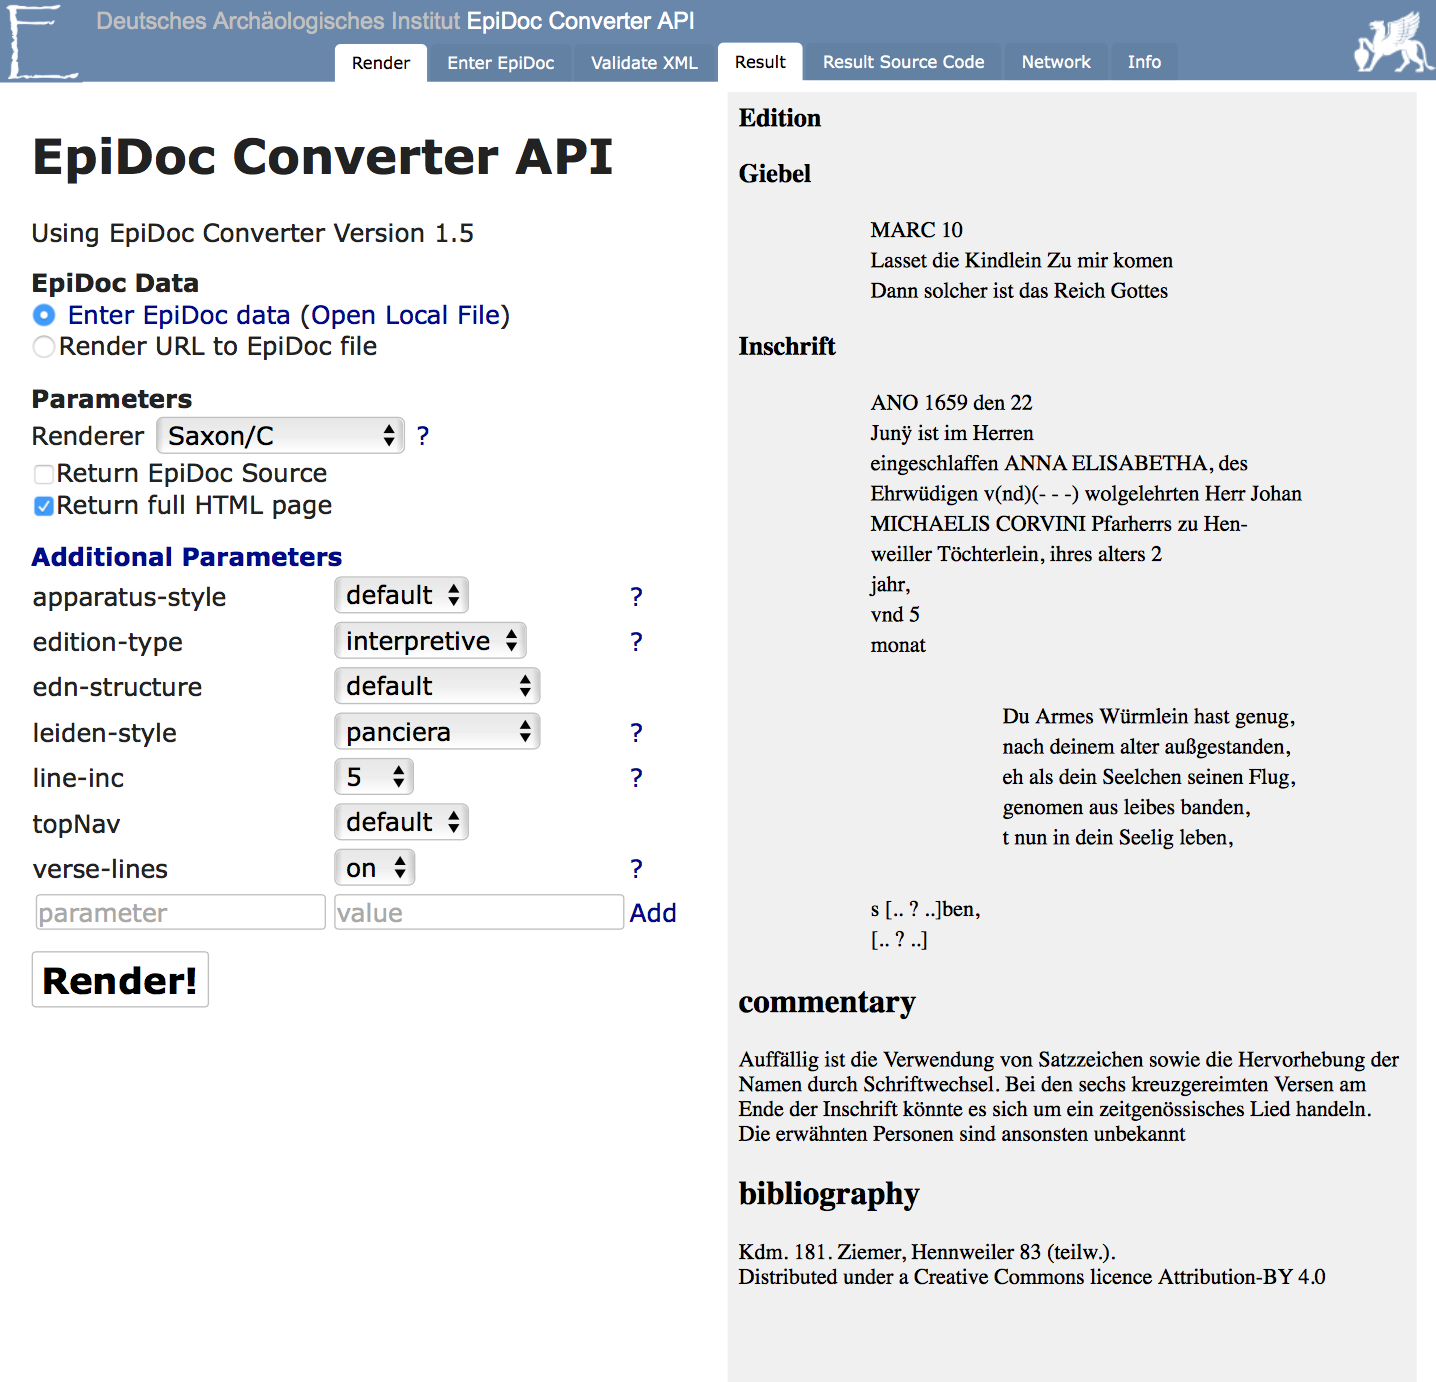 Deutsches Archäologisches Institut EpiDoc Converter API
Render
Enter EpiDoc
Validate XML
Result
Result Source Code
Network
Info
EpiDoc Converter API
Using EpiDoc Converter Version 1.5
EpiDoc Data
Enter EpiDoc data (Open Local File)
Render URL to EpiDoc file
Parameters
Renderer Saxon/C ?
Return EpiDoc Source
Return full HTML page
Additional Parameters
apparatus-style default ?
edition-type interpretive ?
edn-structure default
leiden-style panciera ?
line-inc 5 ?
topNav default
verse-lines on ?
parameter value Add
Render!
Edition
Giebel
MARC 10
Lasset die Kindlein Zu mir komen
Dann solcher ist das Reich Gottes
Inschrift
ANO 1659 den 22
Junÿ ist im Herren
eingeschlaffen ANNA ELISABETHA, des
Ehrwüdigen v(nd)(- - -) wolgelehrten Herr Johan
MICHAELIS CORVINI Pfarherrs zu Hen-
weiller Töchterlein, ihres alters 2
jahr,
vnd 5
monat
Du Armes Würmlein hast genug,
nach deinem alter außgestanden,
eh als dein Seelchen seinen Flug,
genomen aus leibes banden,
t nun in dein Seelig leben,
s [.. ? ..]ben,
[.. ? ..]
commentary
Auffällig ist die Verwendung von Satzzeichen sowie die Hervorhebung der
Namen durch Schriftwechsel. Bei den sechs kreuzgereimten Versen am
Ende der Inschrift könnte es sich um ein zeitgenössisches Lied handeln.
Die erwähnten Personen sind ansonsten unbekannt
bibliography
Kdm. 181. Ziemer, Hennweiler 83 (teilw.).
Distributed under a Creative Commons licence Attribution-BY 4.0